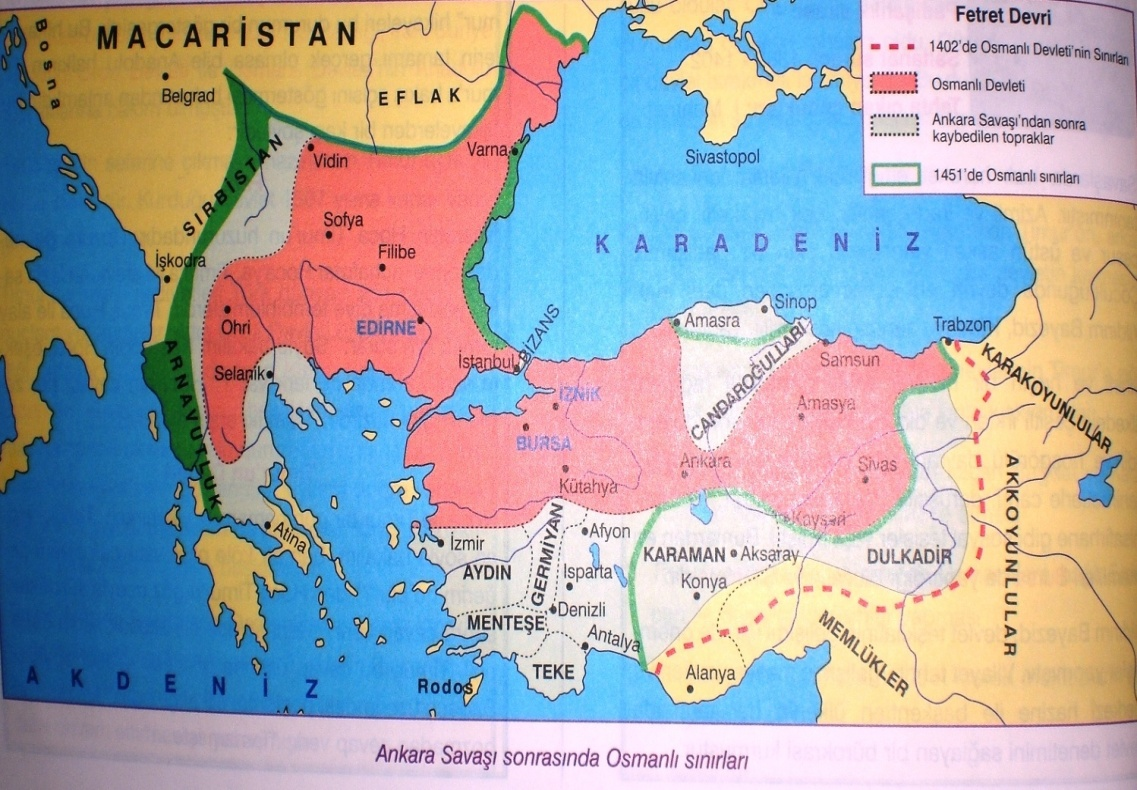 Fetret Devri
1402'de Osmanlı Devleti'nin Sınırları
Osmanlı Devleti
Ankara Savaşı'ndan sonra
kaybedilen topraklar
1451'de Osmanlı sınırları
Bosna
MACARİSTAN
Belgrad
EFLAK
SIRBİSTAN
Vidin
Varna
Sivastopol
Sofya
Filibe
İşkodra
KARADENİZ
Ohri
EDİRNE
Selanik
İstanbul
BİZANS
Amasra
Sinop
Trabzon
ARNAVUTLUK
İZNİK
BURSA
CANDAROĞULLARI
Samsun
Amasya
KARAKOYUNLULAR
Ankara
Sivas
Kütahya
AKKOYUNLULAR
Atina
İzmir
GERMİYAN
Afyon
Kayseri
KARAMAN
Aksaray
DULKADİR
AYDIN
Isparta
Konya
MENTEŞE
Denizli
Antalya
MEMLÜKLER
TEKE
Alanya
AKDENİZ
Rodos
Ankara Savaşı sonrasında Osmanlı sınırları